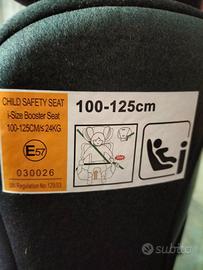 CHILD SAFETY SEAT
i-Size Booster Seat
100-125CM/≤24KG
E57
030026
UN Regulation No.129/03
100-125cm
subito